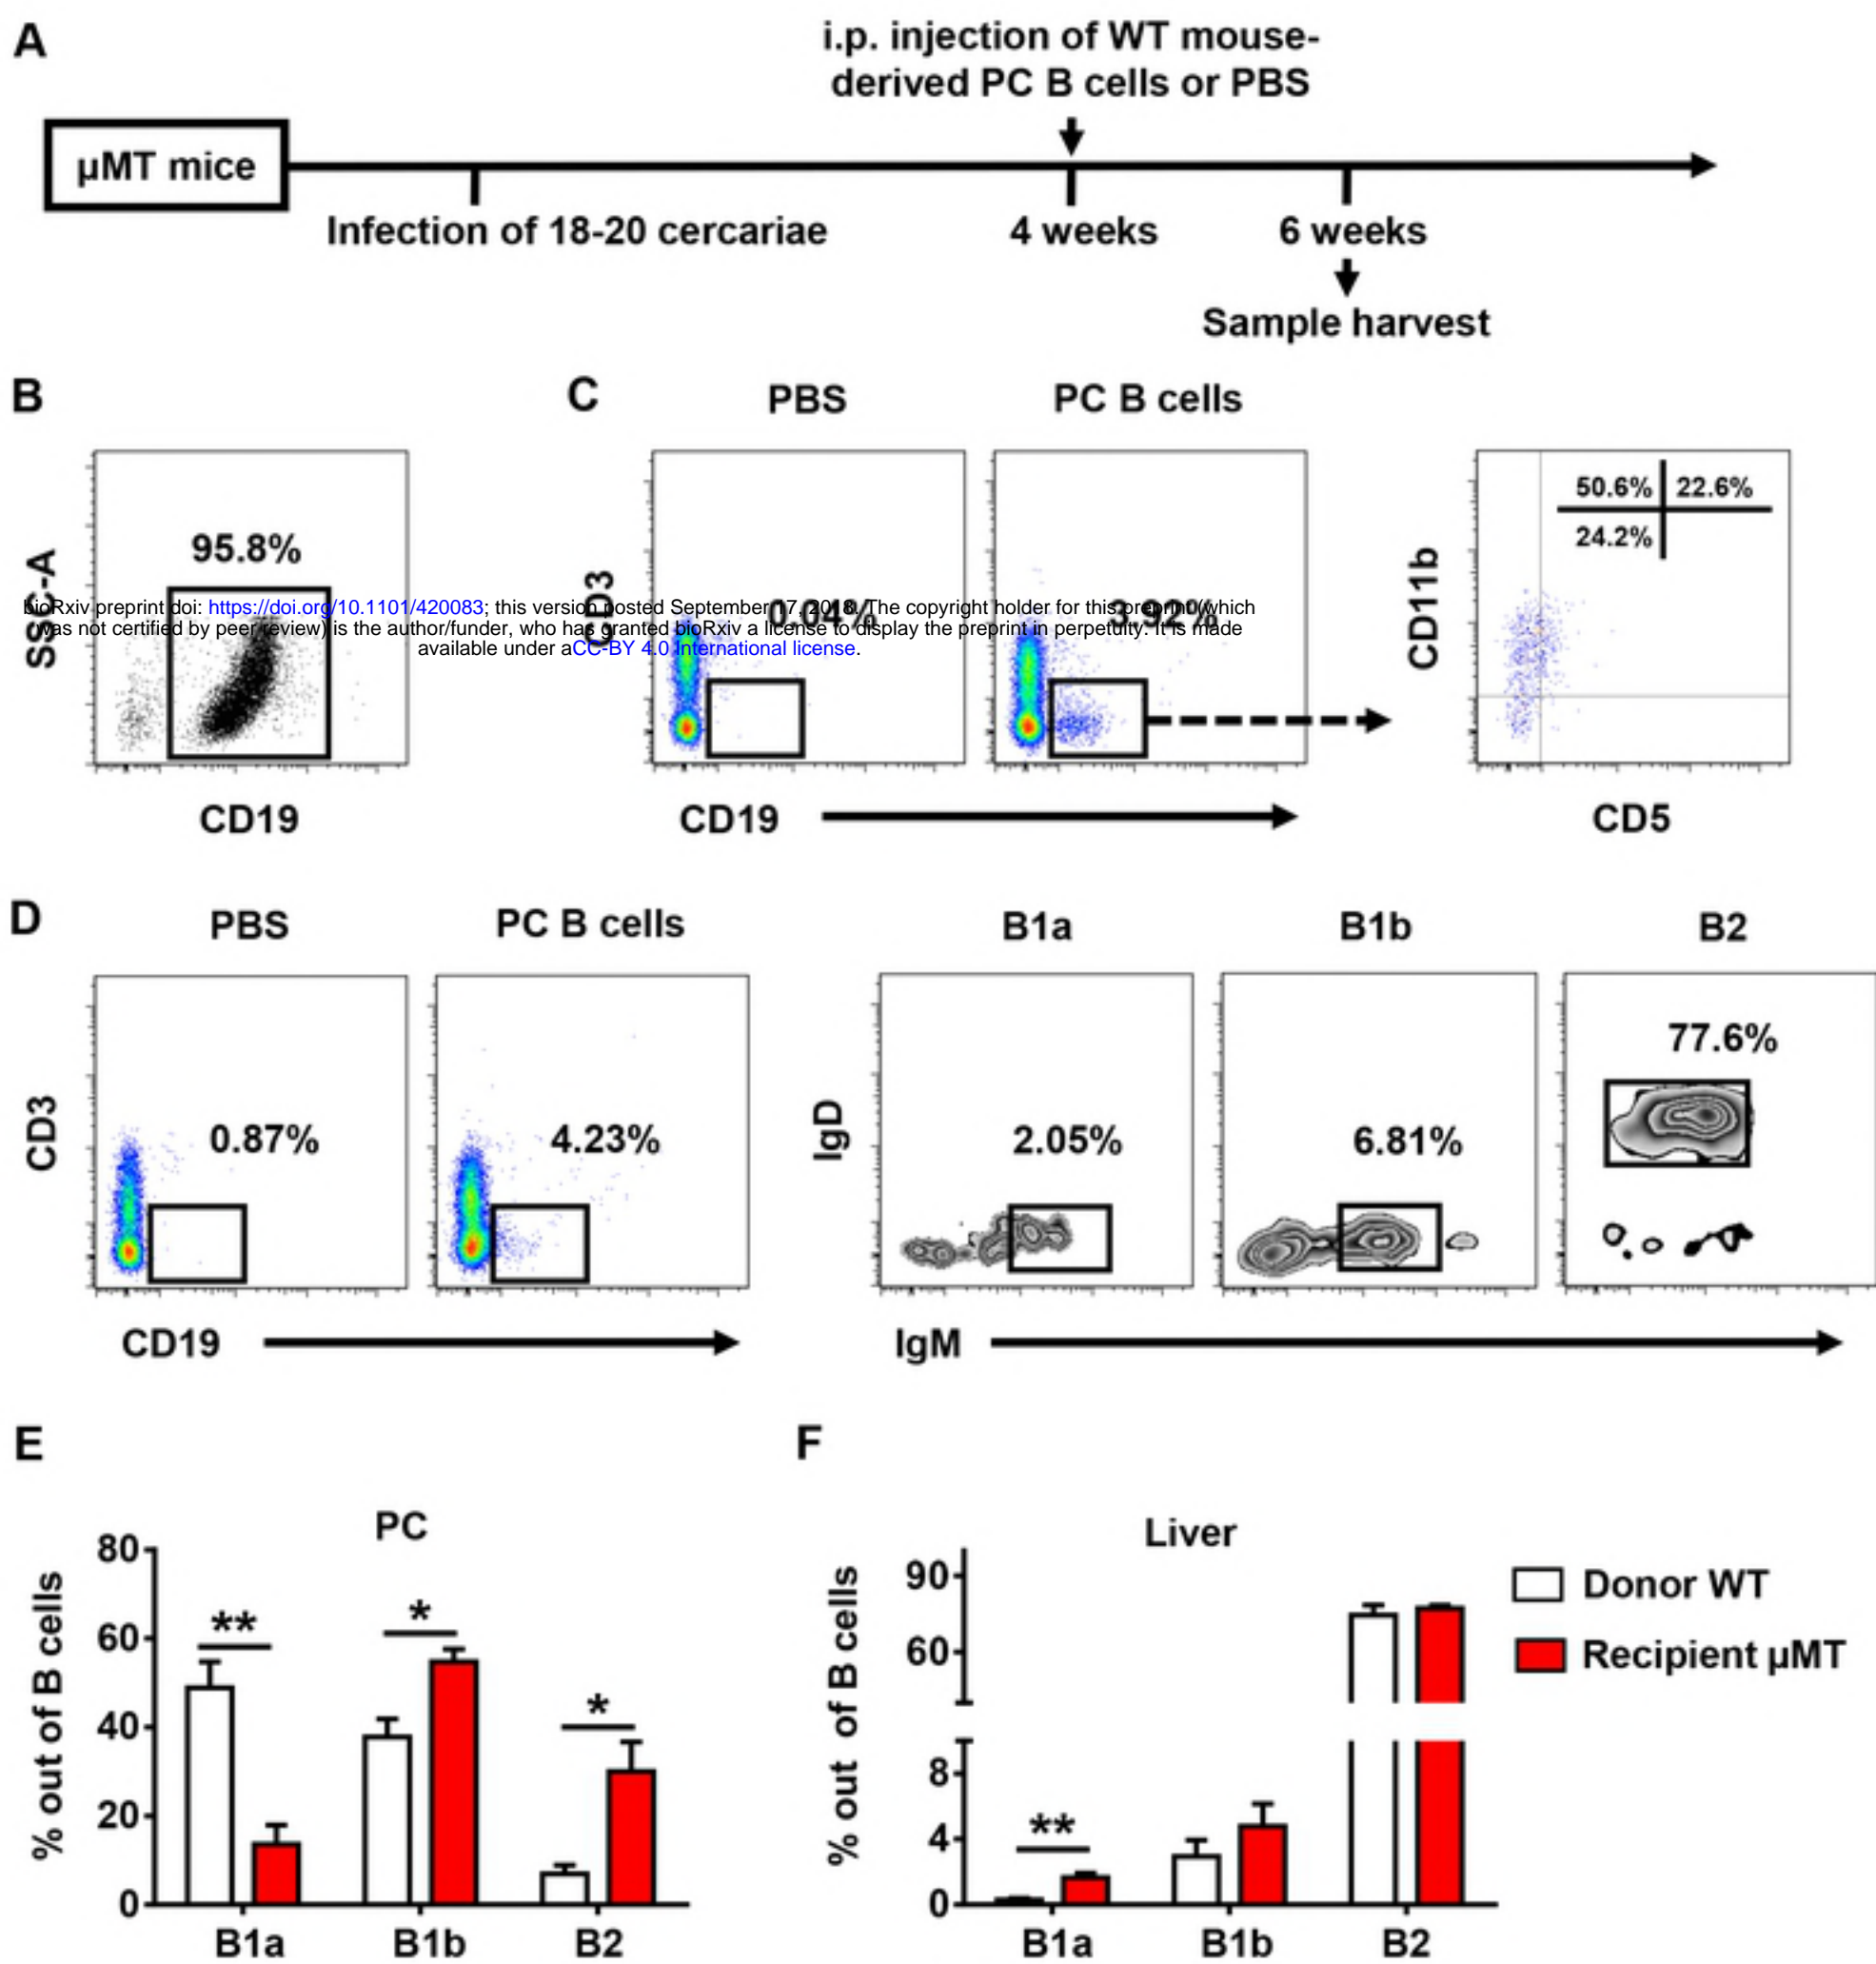 A
i.p. injection of WT mouse-
derived PC B cells or PBS
µMT mice
Infection of 18-20 cercariae
4 weeks
6 weeks
Sample harvest
B
SSC-A
95.8%
CD19
C
PBS
PC B cells
CD3
0.04%
3.92%
CD19
CD11b
50.6%
22.6%
24.2%
CD5
bioRxiv preprint doi: https://doi.org/10.1101/420083; this version posted September 17, 2018. The copyright holder for this preprint (which
was not certified by peer review) is the author/funder, who has granted bioRxiv a license to display the preprint in perpetuity. It is made
available under aCC-BY 4.0 International license.
D
PBS
PC B cells
CD3
0.87%
4.23%
CD19
B1a
B1b
B2
IgD
2.05%
6.81%
77.6%
IgM
E
PC
% out of B cells
80
60
40
20
0
**
*
*
B1a
B1b
B2
F
Liver
% out of B cells
90
60
8
4
0
**
B1a
B1b
B2
Donor WT
Recipient µMT